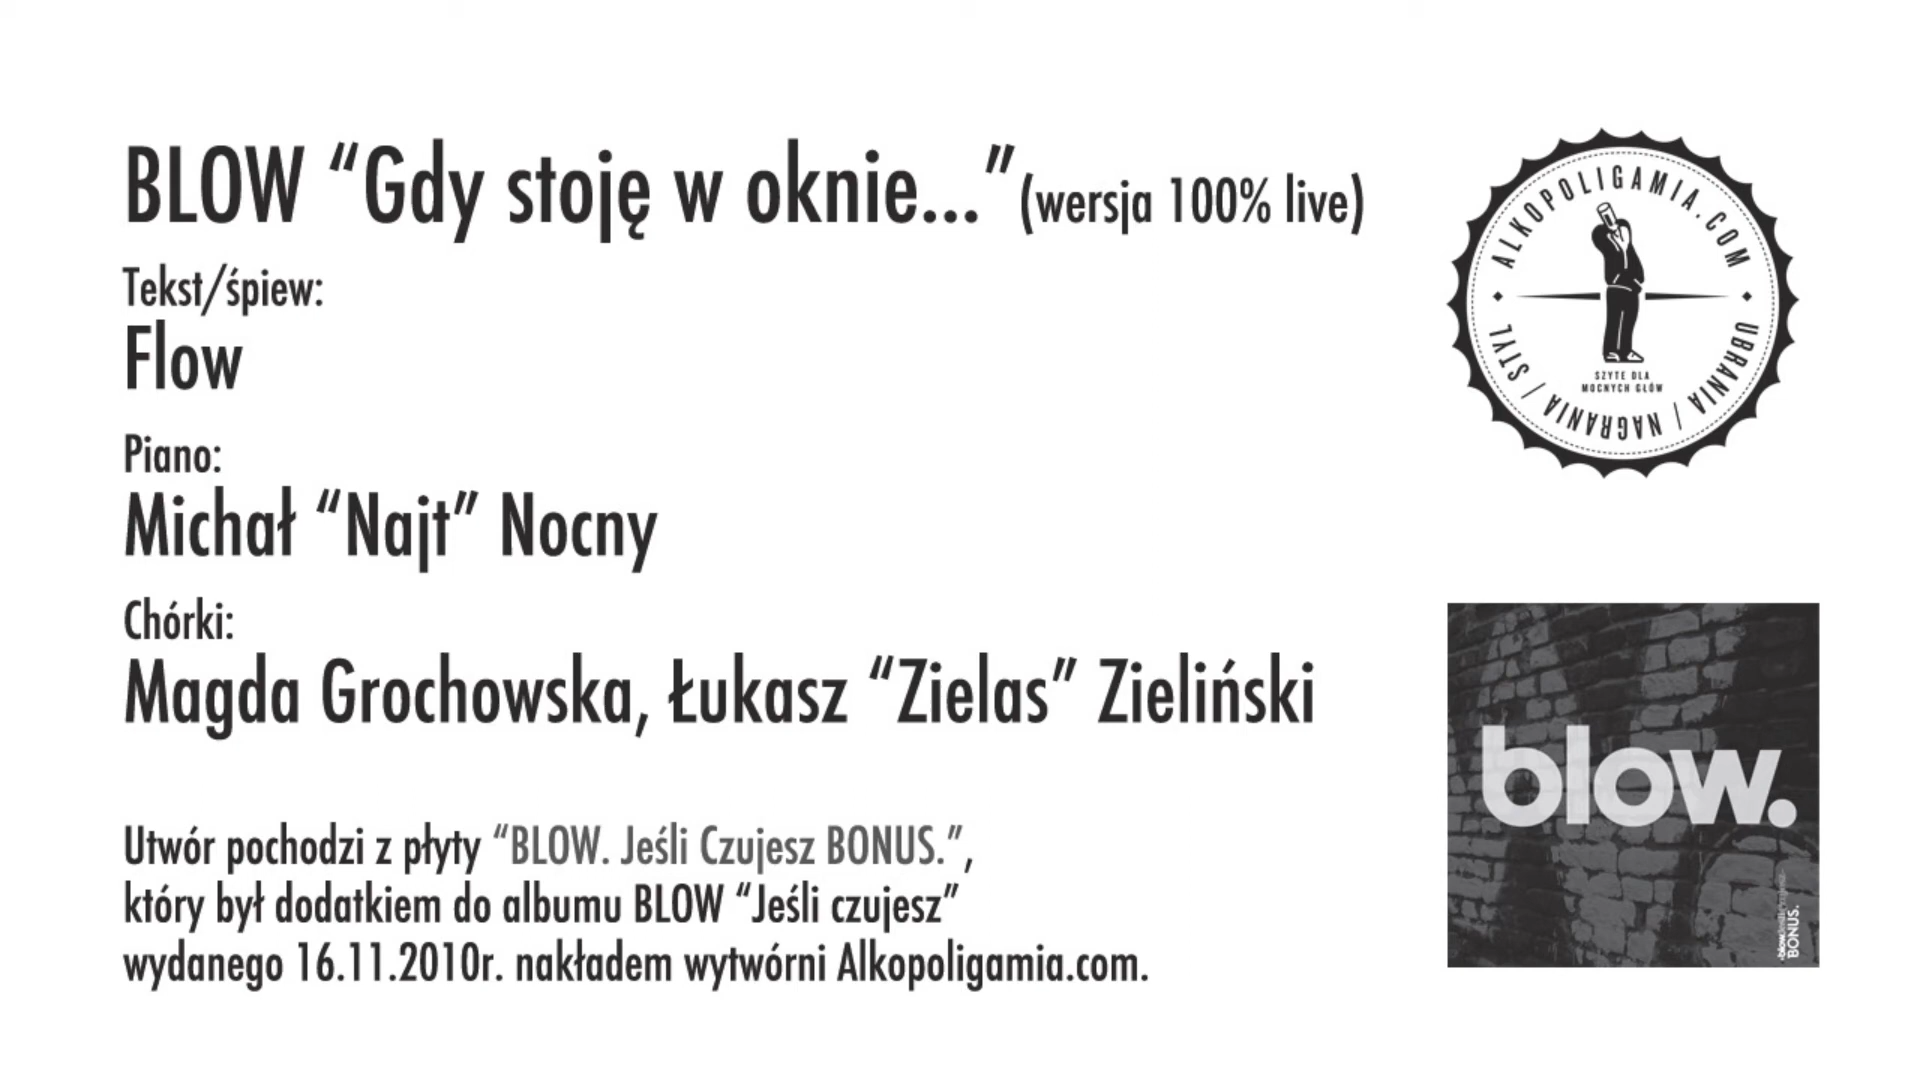 BLOW “Gdy stoję w oknie...” (wersja 100% live)
Tekst/śpiew:
Flow
Piano:
Michał “Najt” Nocny
Chórki:
Magda Grochowska, Łukasz “Zielas” Zieliński
Utwór pochodzi z płyty “BLOW. Jeśli Czujesz BONUS.”,
który był dodatkiem do albumu BLOW “Jeśli czujesz”
wydanego 16.11.2010r. nakładem wytwórni Alkopoligamia.com.
ALKOPOLIGAMIA.COM
SZYTE DLA
MOCNYCH GŁÓW
UBRANIA / NAGRANIA / STYL
blow.
BONUS.